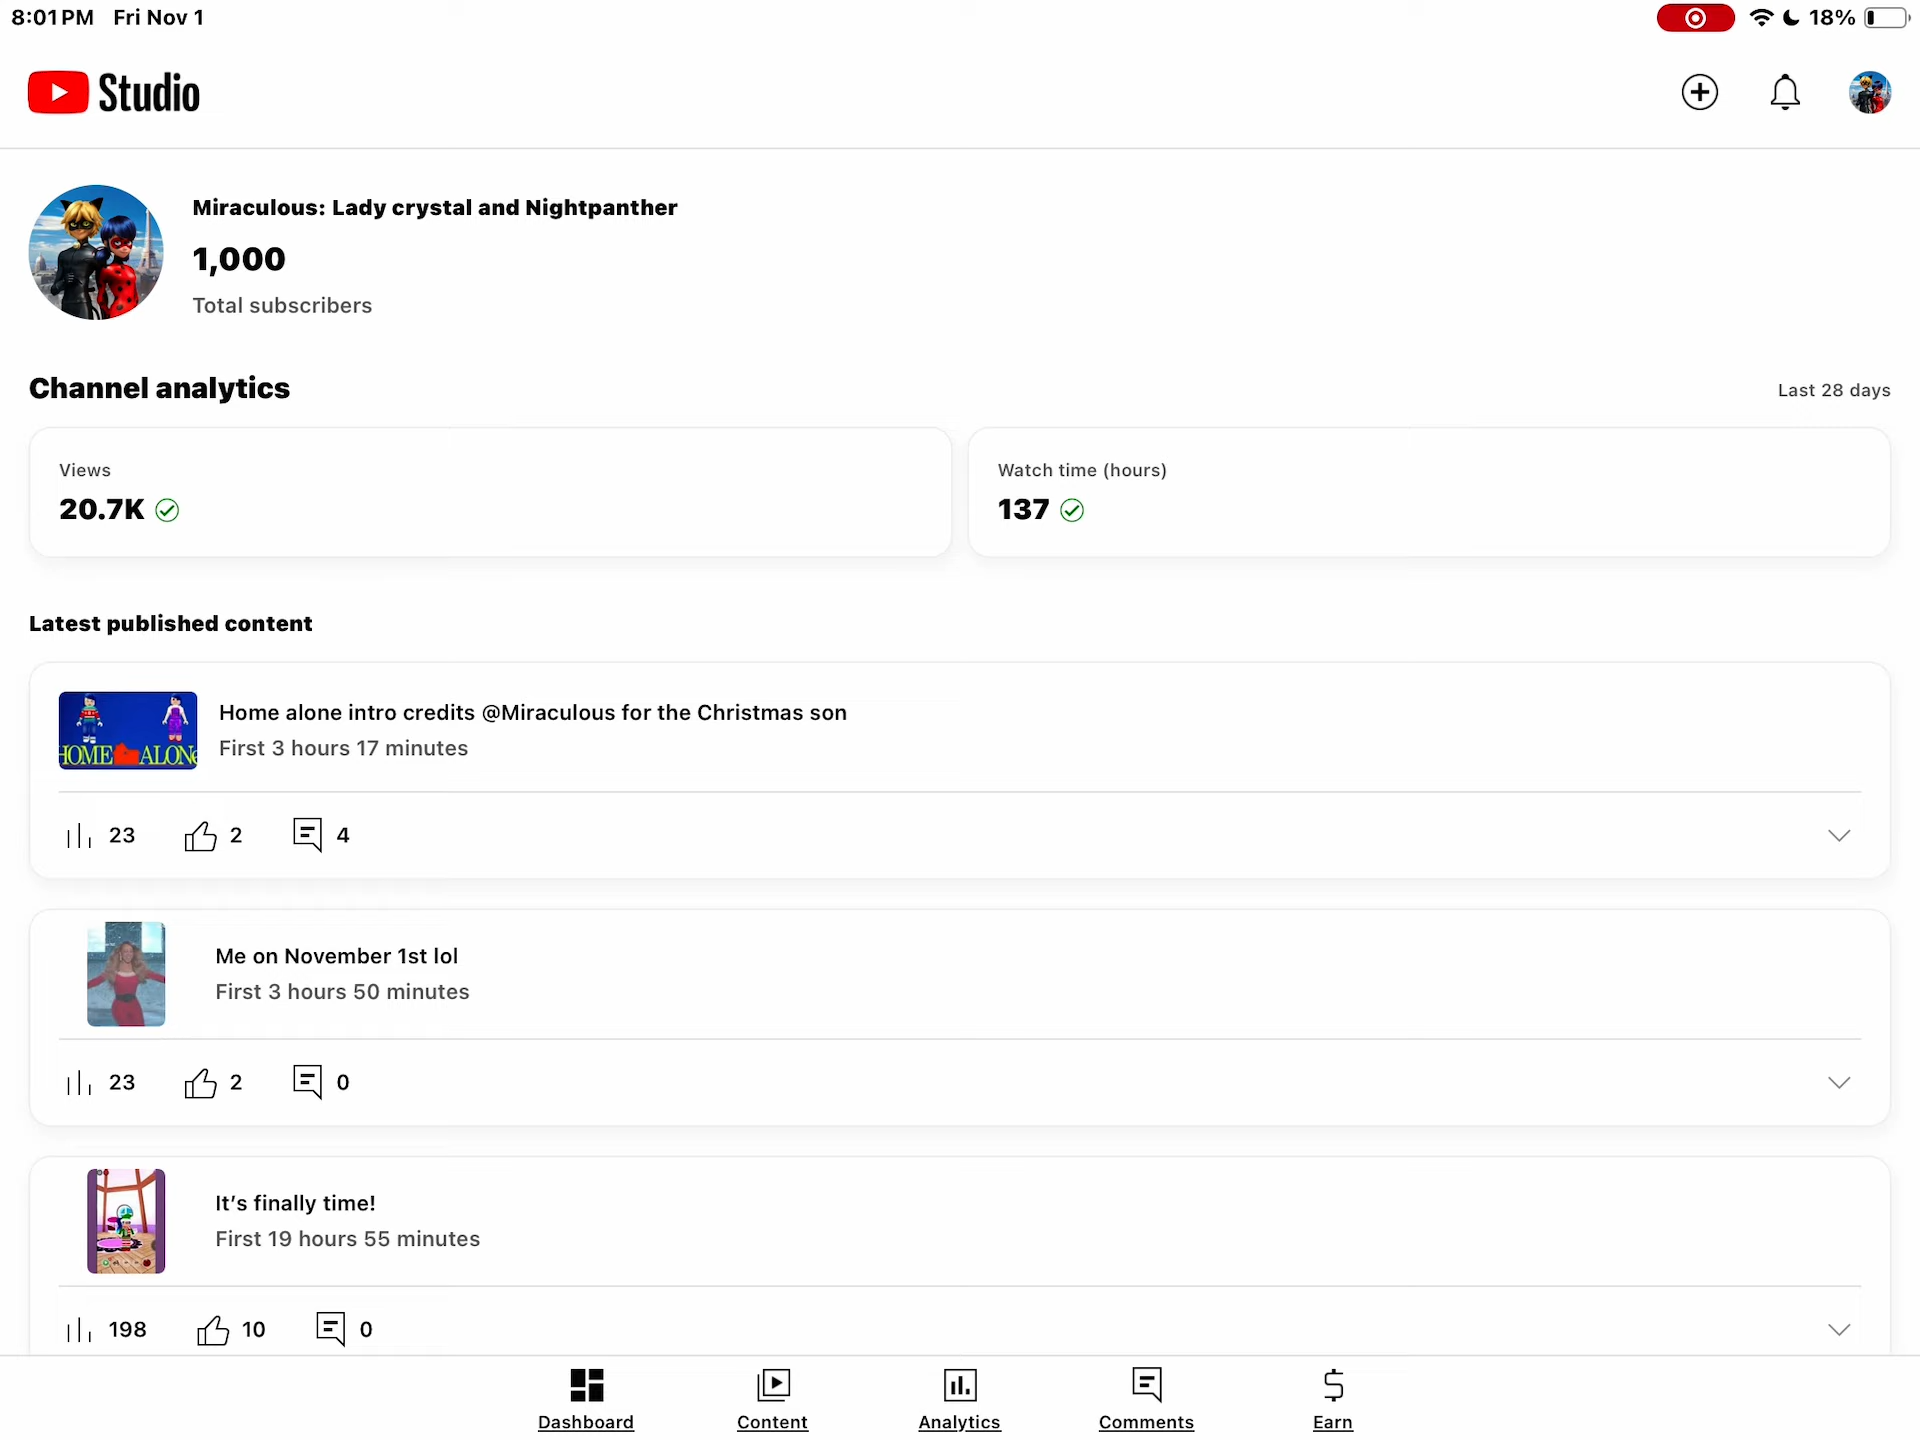 8:01 PM Fri Nov 1
18%
Studio
Miraculous: Lady crystal and Nightpanther
1,000
Total subscribers
Channel analytics
Last 28 days
Views
20.7K
Watch time (hours)
137
Latest published content
HOME ALONe
Home alone intro credits @Miraculous for the Christmas son
First 3 hours 17 minutes
23 2 4
Me on November 1st lol
First 3 hours 50 minutes
23 2 0
It's finally time!
First 19 hours 55 minutes
198 10 0
Dashboard
Content
Analytics
Comments
Earn